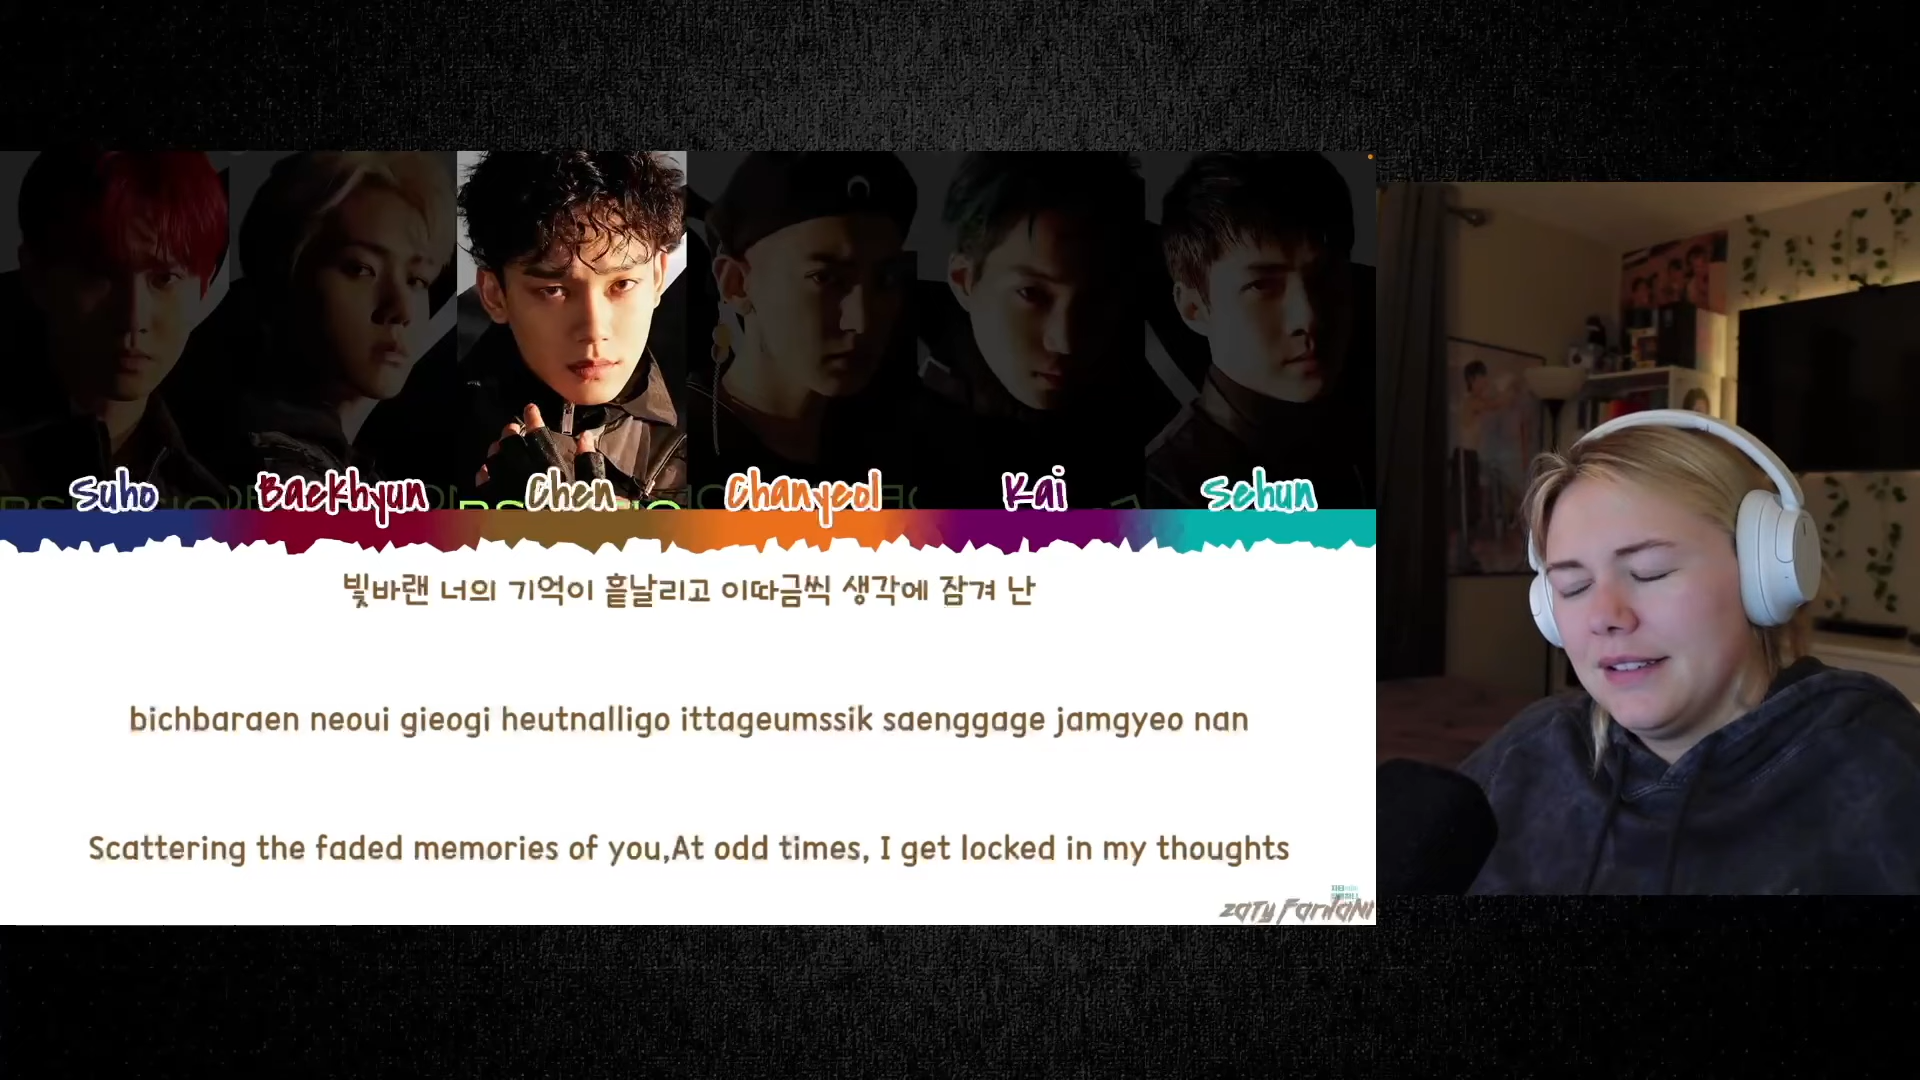 Suho
Baekhyun
Chen
Chanyeol
Kai
Sehun
빛바랜 너의 기억이 흩날리고 이따금씩 생각에 잠겨 난
bichbaraen neoui gieogi heutnalligo ittageumssik saenggage jamgyeo nan
Scattering the faded memories of you,At odd times, I get locked in my thoughts
zaty Farhani